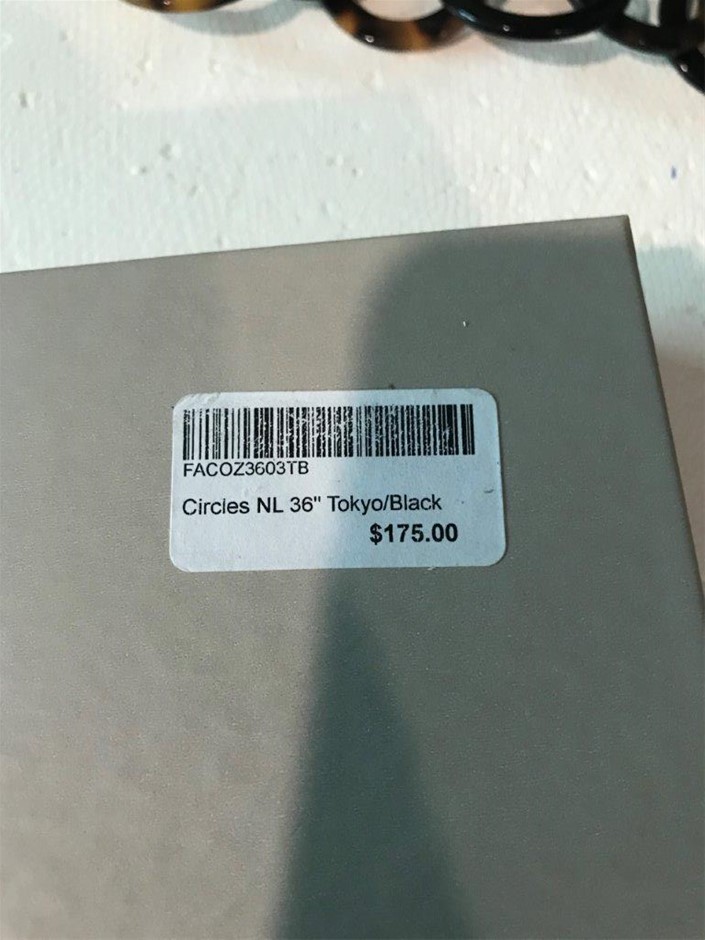 FACOZ3603TB
Circles NL 36" Tokyo/Black
$175.00